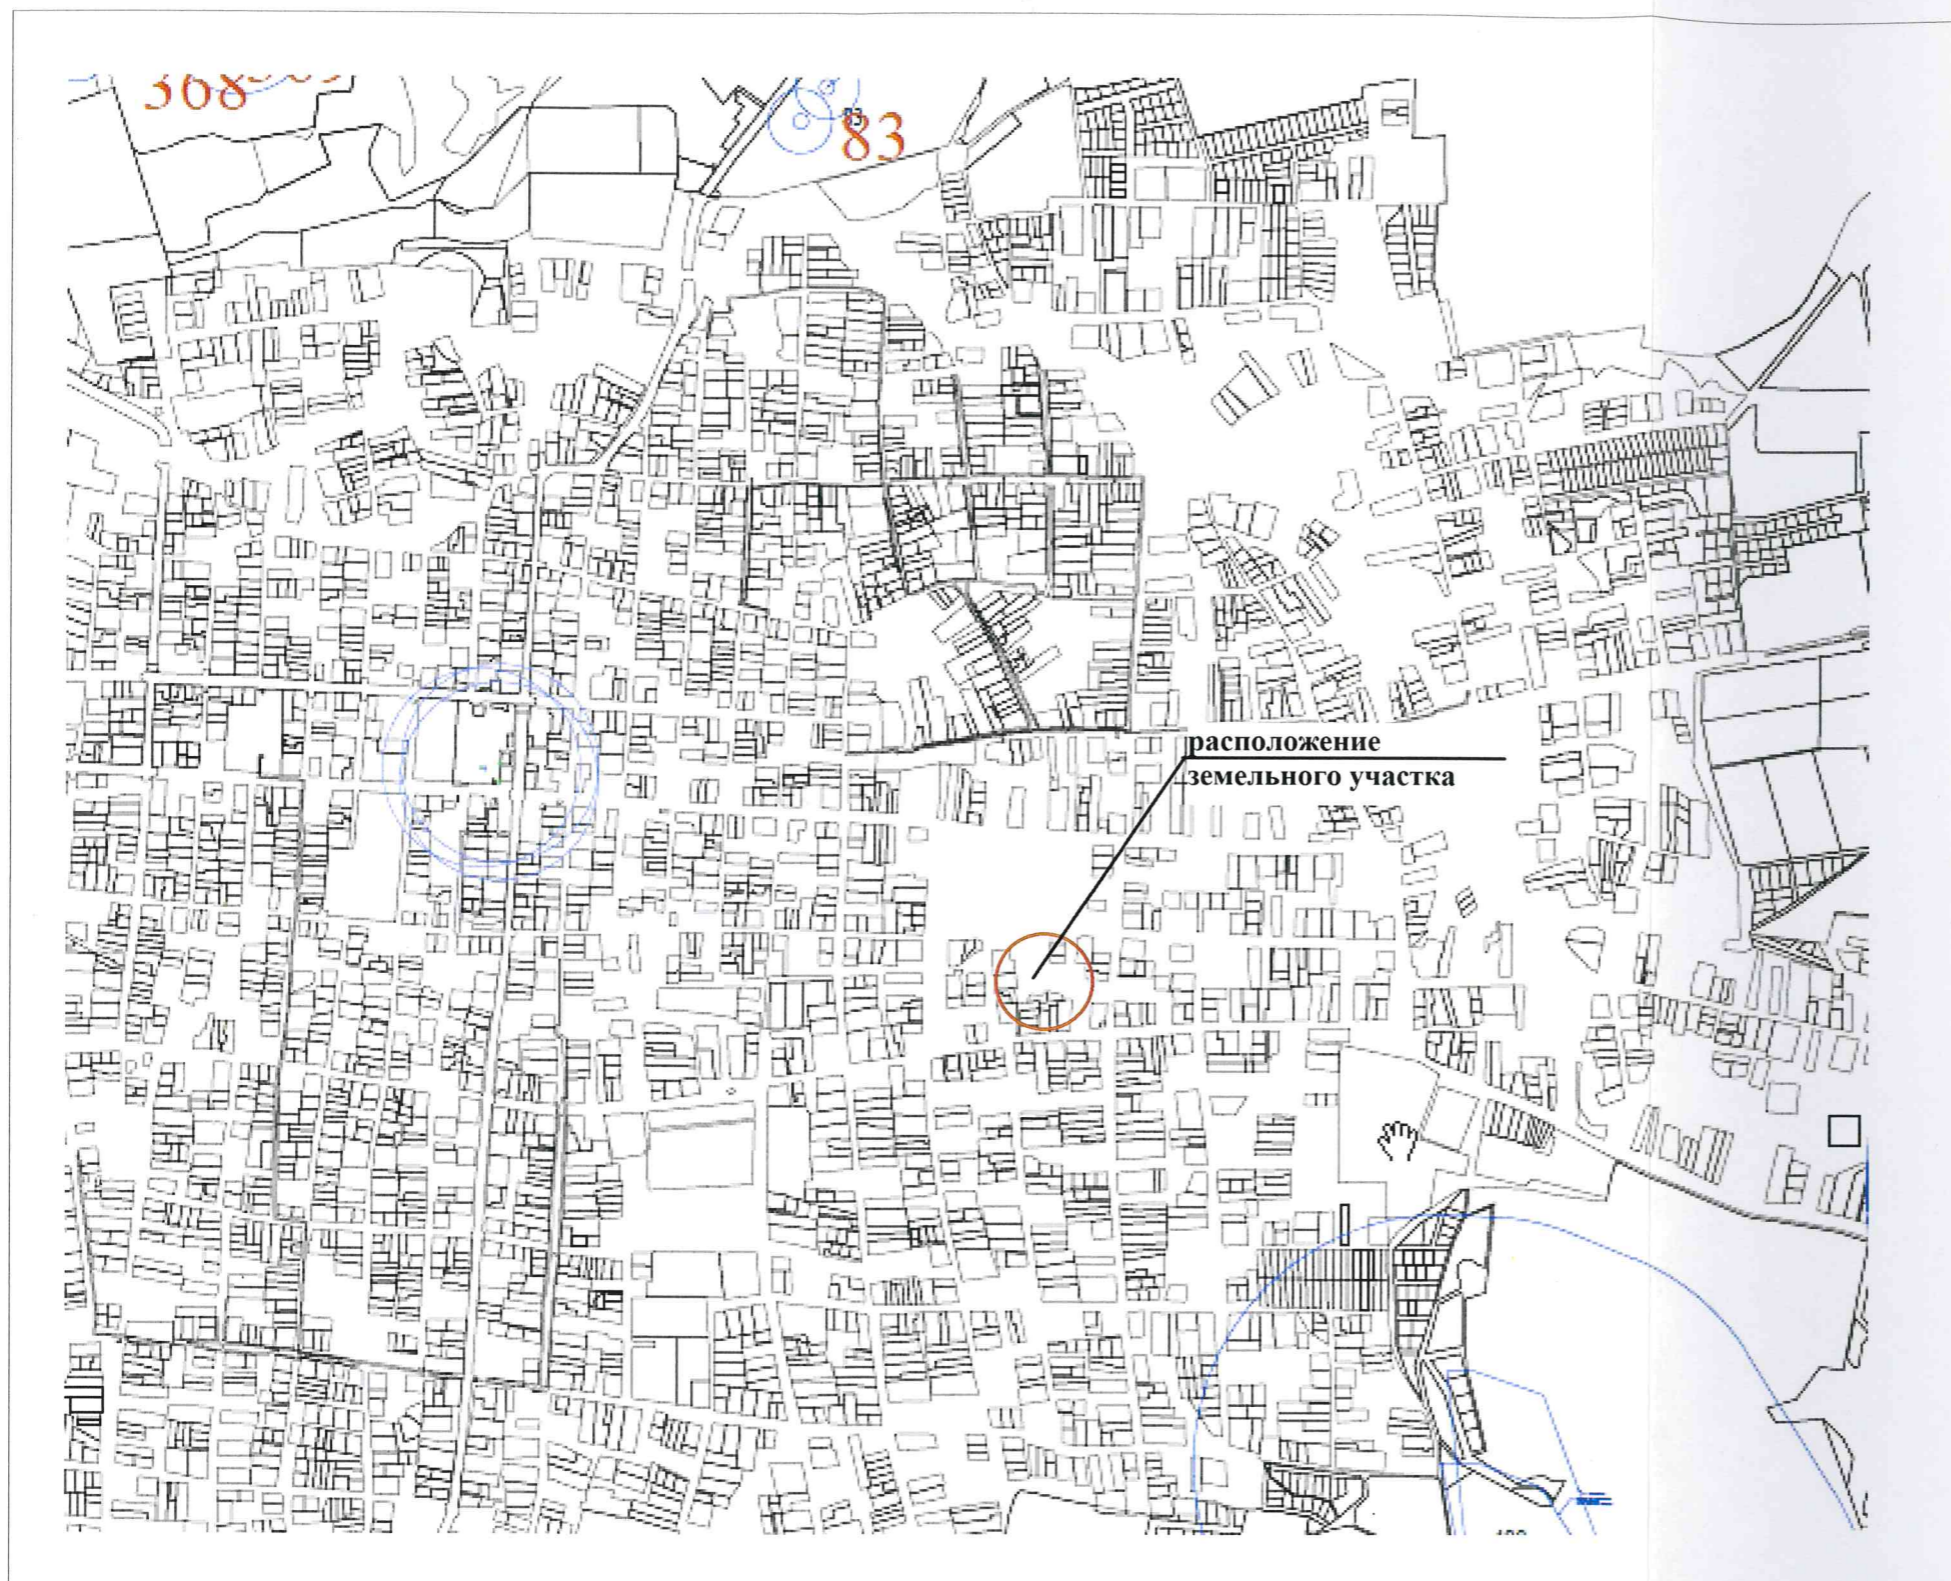 368
83
расположение
земельного участка